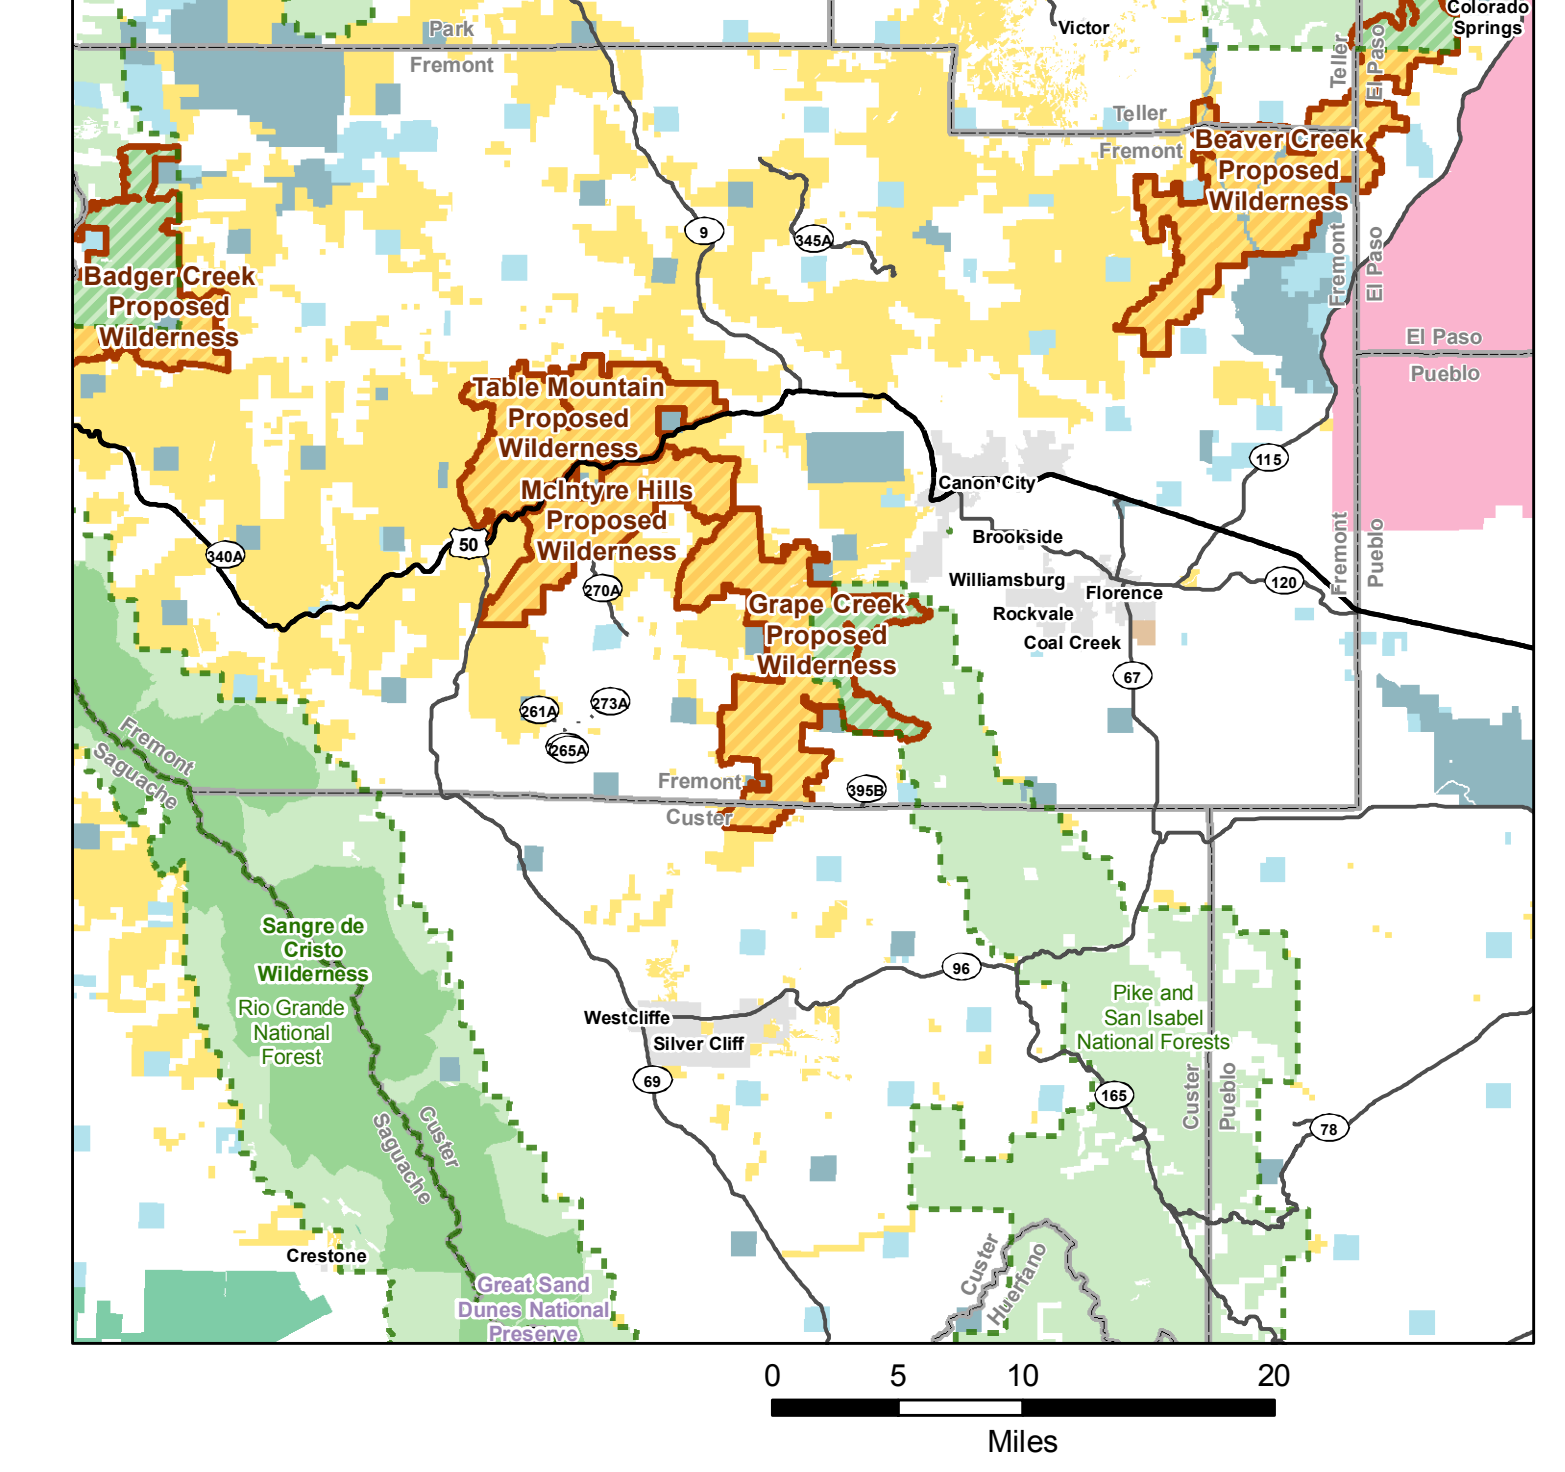 Colorado
Springs
Victor
Park
Fremont
Teller
El Paso
Teller
Fremont
Beaver Creek
Proposed
Wilderness
9
345A
Fremont
El Paso
Badger Creek
Proposed
Wilderness
El Paso
Pueblo
Table Mountain
Proposed
Wilderness
115
McIntyre Hills
Proposed
Wilderness
Canon City
50
340A
Brookside
Fremont
Pueblo
270A
Williamsburg
Florence
120
Grape Creek
Proposed
Wilderness
Rockvale
Coal Creek
67
261A
273A
265A
Fremont
Saguache
Fremont
Custer
395B
Sangre de
Cristo
Wilderness
Rio Grande
National
Forest
96
Pike and
San Isabel
National Forests
Westcliffe
Silver Cliff
69
165
Custer
Pueblo
78
Custer
Saguache
Crestone
Custer
Huerfano
Great Sand
Dunes National
Preserve
0 5 10 20
Miles